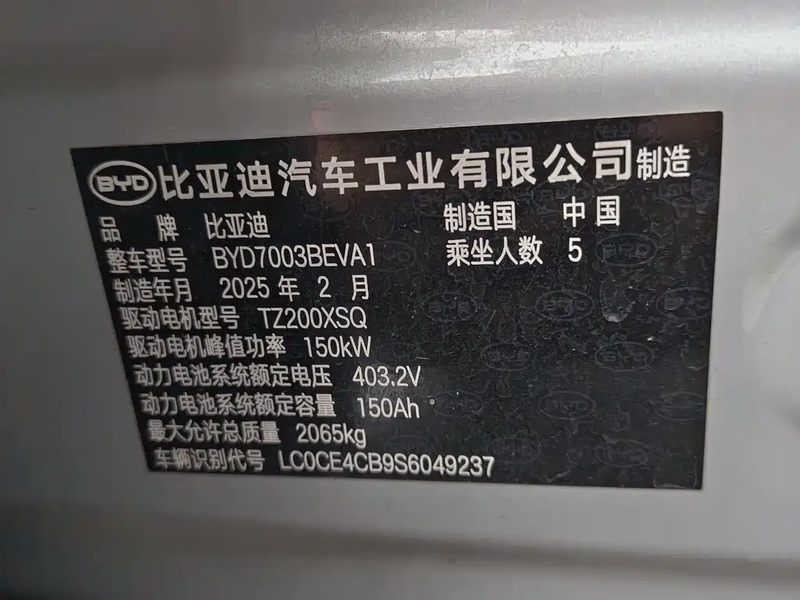 BYD 比亚迪汽车工业有限公司制造
品 牌 比亚迪 制造国 中国
整车型号 BYD7003BEVA1 乘坐人数 5
制造年月 2025 年 2 月
驱动电机型号 TZ200XSQ
驱动电机峰值功率 150kW
动力电池系统额定电压 403.2V
动力电池系统额定容量 150Ah
最大允许总质量 2065kg
车辆识别代号 LC0CE4CB9S6049237